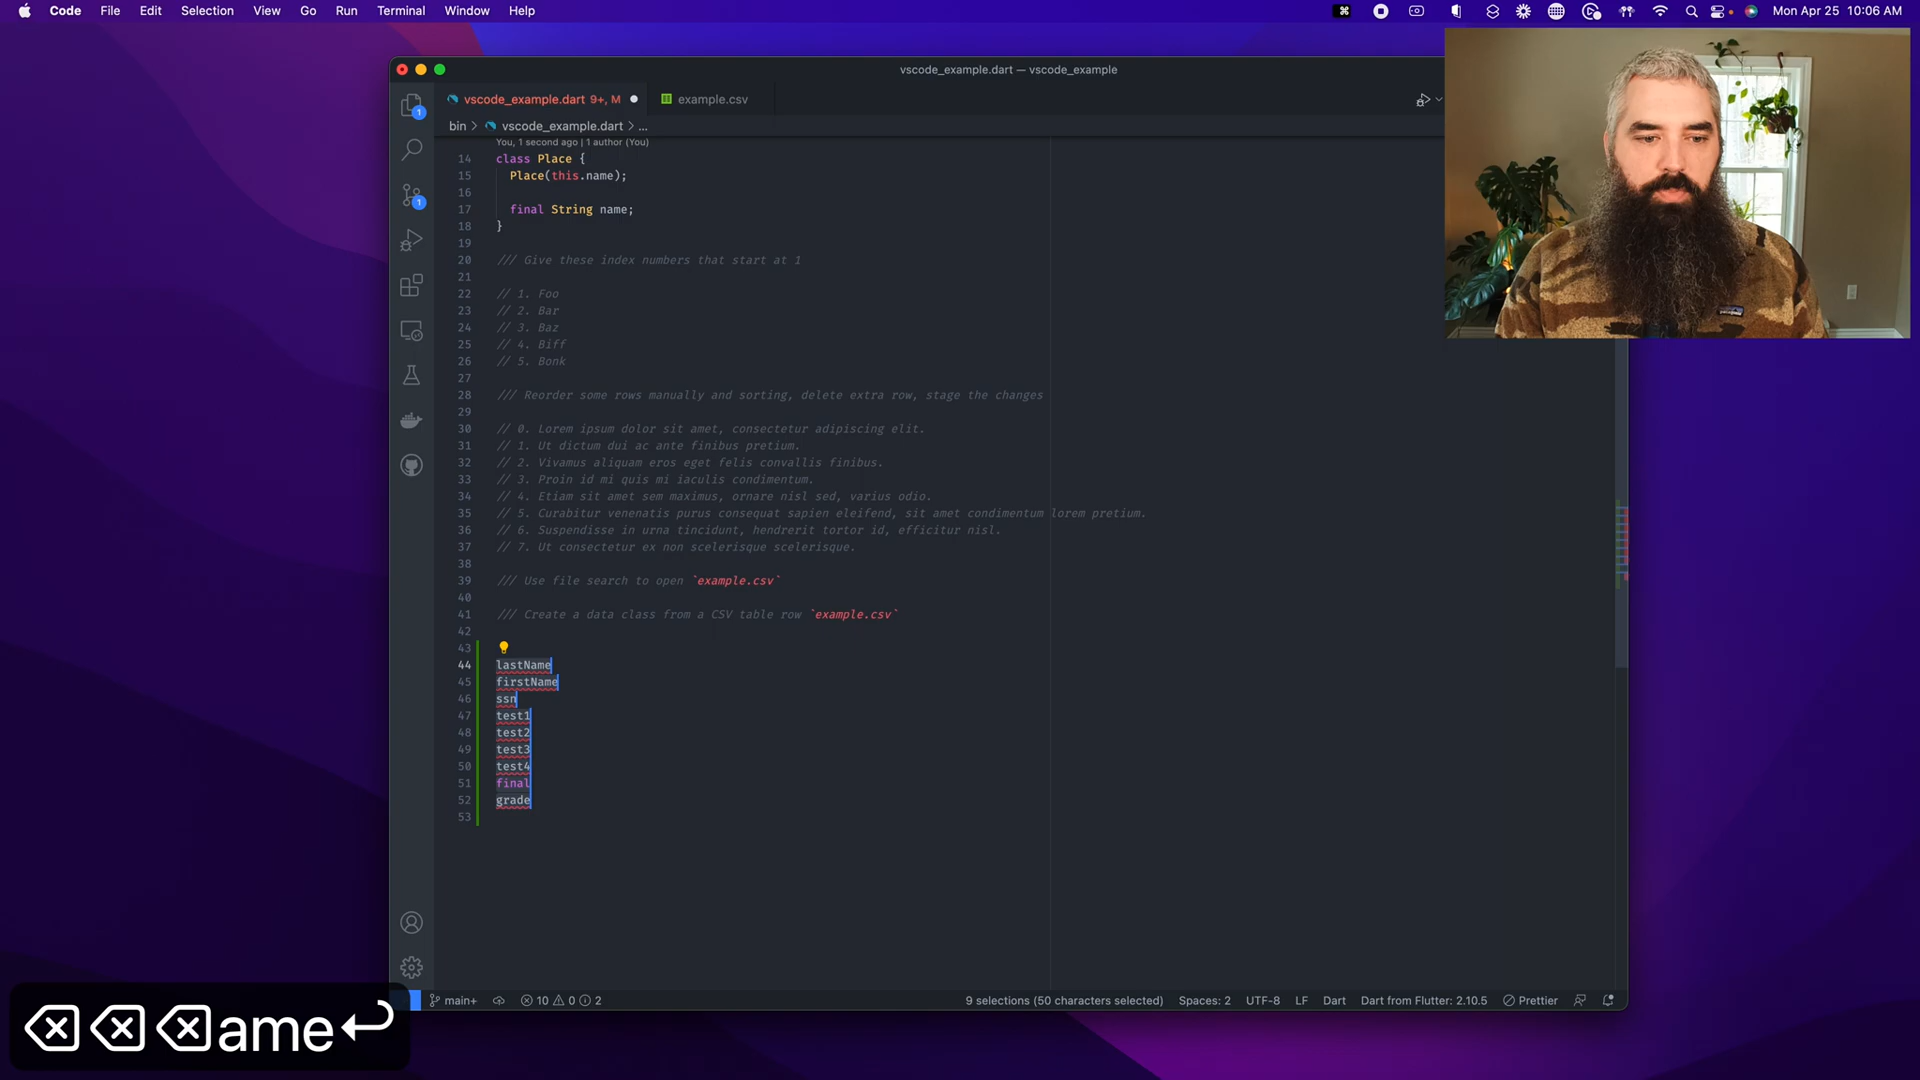 Code File Edit Selection View Go Run Terminal Window Help Mon Apr 25 10:06 AM
vscode_example.dart — vscode_example
vscode_example.dart 9+, M example.csv
bin > vscode_example.dart > ...
You, 1 second ago | 1 author (You)
14 class Place {
15 Place(this.name);
16
17 final String name;
18 }
19
20 /// Give these index numbers that start at 1
21
22 // 1. Foo
23 // 2. Bar
24 // 3. Baz
25 // 4. Biff
26 // 5. Bonk
27
28 /// Reorder some rows manually and sorting, delete extra row, stage the changes
29
30 // 0. Lorem ipsum dolor sit amet, consectetur adipiscing elit.
31 // 1. Ut dictum dui ac ante finibus pretium.
32 // 2. Vivamus aliquam eros eget felis convallis finibus.
33 // 3. Proin id mi quis mi iaculis condimentum.
34 // 4. Etiam sit amet sem maximus, ornare nisl sed, varius odio.
35 // 5. Curabitur venenatis purus consequat sapien eleifend, sit amet condimentum lorem pretium.
36 // 6. Suspendisse in urna tincidunt, hendrerit tortor id, efficitur nisl.
37 // 7. Ut consectetur ex non scelerisque scelerisque.
38
39 /// Use file search to open `example.csv`
40
41 /// Create a data class from a CSV table row `example.csv`
42
43
44 lastName
45 firstName
46 ssn
47 test1
48 test2
49 test3
50 test4
51 final
52 grade
53
main+ 10 0 2 9 selections (50 characters selected) Spaces: 2 UTF-8 LF Dart Dart from Flutter: 2.10.5 Prettier
ame